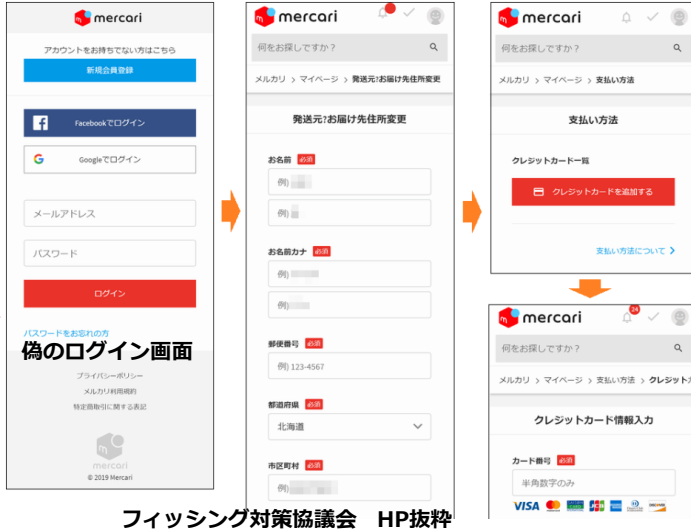 mercari
アカウントをお持ちでない方はこちら
新規会員登録
Facebookでログイン
Googleでログイン
メールアドレス
パスワード
ログイン
パスワードをお忘れの方
偽のログイン画面
プライバシーポリシー
メルカリ利用規約
特定商取引に関する表記
mercari
© 2019 Mercari
mercari
何をお探しですか?
メルカリ > マイページ > 発送元?お届け先住所変更
発送元?お届け先住所変更
お名前 必須
例)
例)
お名前カナ 必須
例)
例)
郵便番号 必須
例) 123-4567
都道府県 必須
北海道
市区町村 必須
例)
mercari
何をお探しですか?
メルカリ > マイページ > 支払い方法
支払い方法
クレジットカード一覧
クレジットカードを追加する
支払い方法について
mercari
24
何をお探しですか?
メルカリ > マイページ > 支払い方法 > クレジット
クレジットカード情報入力
カード番号 必須
半角数字のみ
VISA
フィッシング対策協議会 HP抜粋